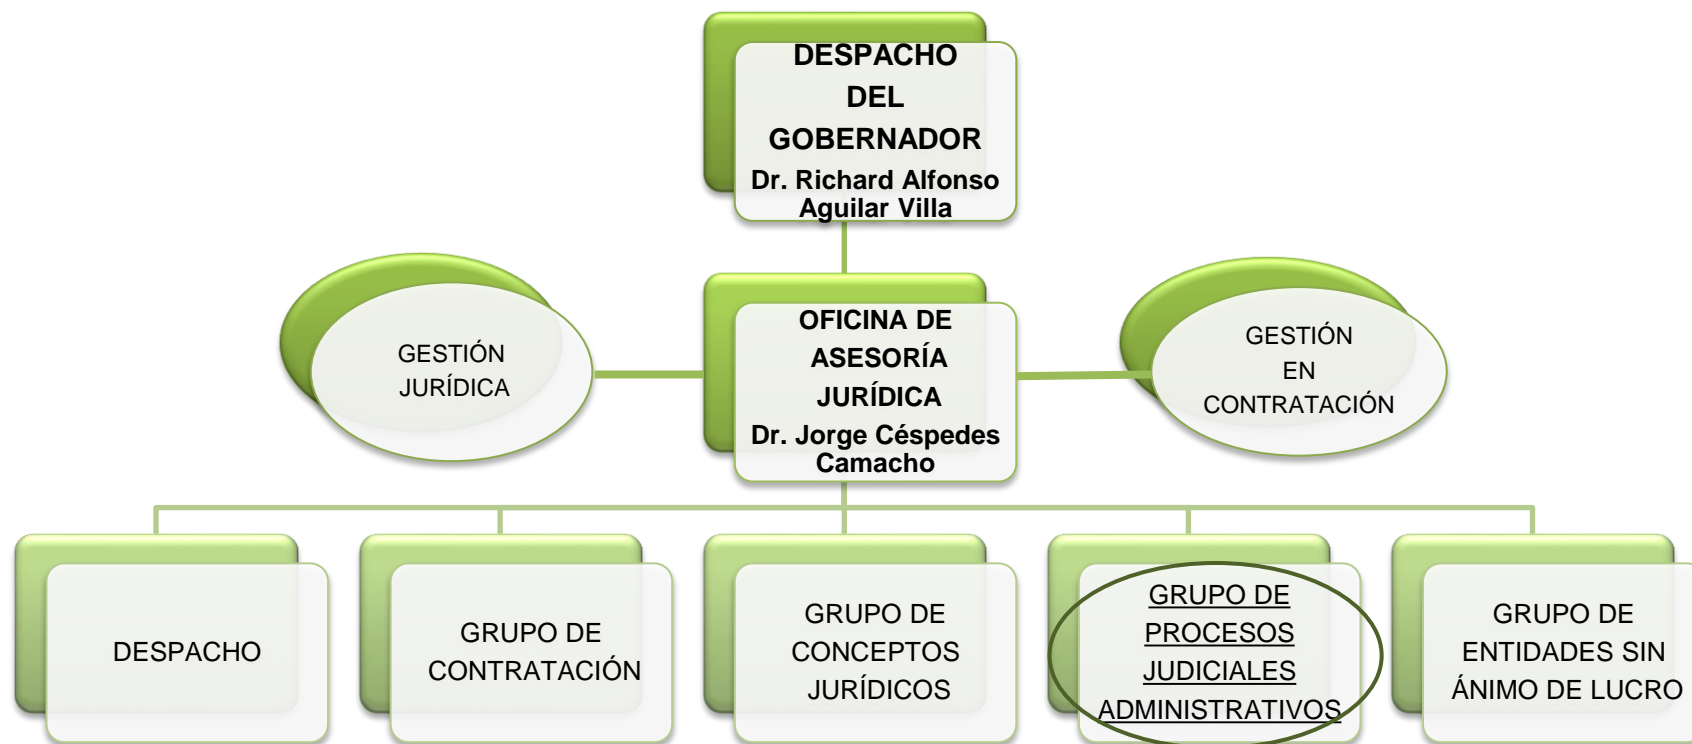 DESPACHO
DEL
GOBERNADOR
Dr. Richard Alfonso
Aguilar Villa
GESTIÓN
JURÍDICA
OFICINA DE
ASESORÍA
JURÍDICA
Dr. Jorge Céspedes
Camacho
GESTIÓN
EN
CONTRATACIÓN
DESPACHO
GRUPO DE
CONTRATACIÓN
GRUPO DE
CONCEPTOS
JURÍDICOS
GRUPO DE
PROCESOS
JUDICIALES
ADMINISTRATIVOS
GRUPO DE
ENTIDADES SIN
ÁNIMO DE LUCRO